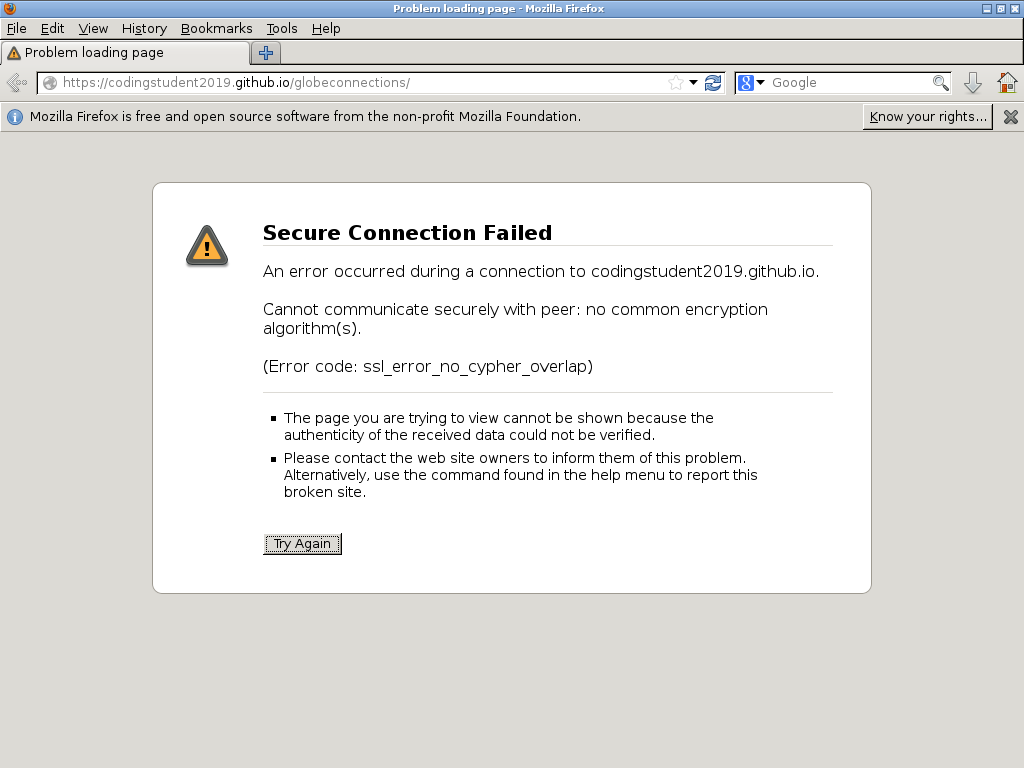 Problem loading page - Mozilla Firefox
File Edit View History Bookmarks Tools Help
Problem loading page
https://codingstudent2019.github.io/globeconnections/
8 Google
Mozilla Firefox is free and open source software from the non-profit Mozilla Foundation.
Know your rights...
Secure Connection Failed
An error occurred during a connection to codingstudent2019.github.io.
Cannot communicate securely with peer: no common encryption
algorithm(s).
(Error code: ssl_error_no_cypher_overlap)
The page you are trying to view cannot be shown because the
authenticity of the received data could not be verified.
Please contact the web site owners to inform them of this problem.
Alternatively, use the command found in the help menu to report this
broken site.
Try Again